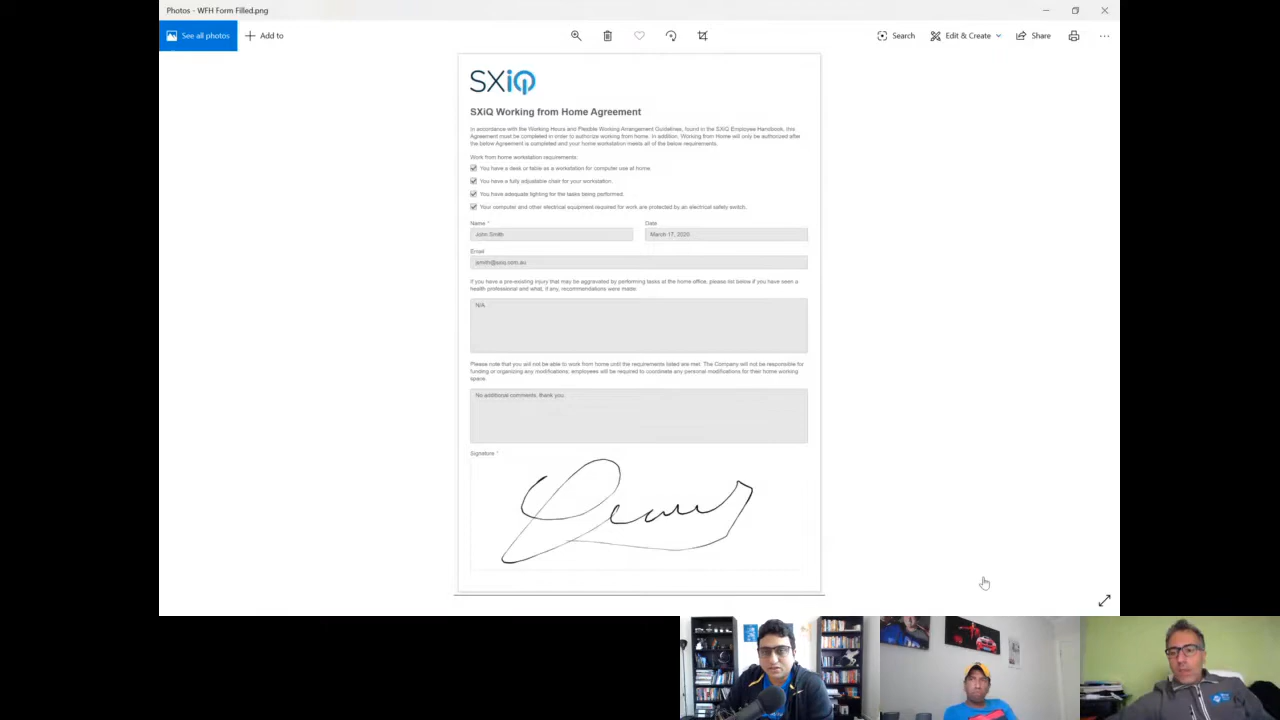 Photos - WFH Form Filled.png
See all photos
Add to
Search
Edit & Create
Share
SXiQ
SXiQ Working from Home Agreement
In accordance with the Working Hours and Flexible Working Arrangement Guidelines, found in the SXiQ Employee Handbook, this
Agreement must be completed in order to authorize working from home. In addition, Working from Home will only be authorized after
the below Agreement is completed and your home workstation meets all of the below requirements.
Work from home workstation requirements:
You have a desk or table as a workstation for computer use at home.
You have a fully adjustable chair for your workstation.
You have adequate lighting for the tasks being performed.
Your computer and other electrical equipment required for work are protected by an electrical safety switch.
Name *
Date
John Smith
March 17, 2020
Email
jsmith@sxiq.com.au
If you have a pre-existing injury that may be aggravated by performing tasks at the home office, please list below if you have seen a
health professional and what, if any, recommendations were made.
N/A.
Please note that you will not be able to work from home until the requirements listed are met. The Company will not be responsible for
funding or organizing any modifications; employees will be required to coordinate any personal modifications for their home working
space.
No additional comments, thank you.
Signature *